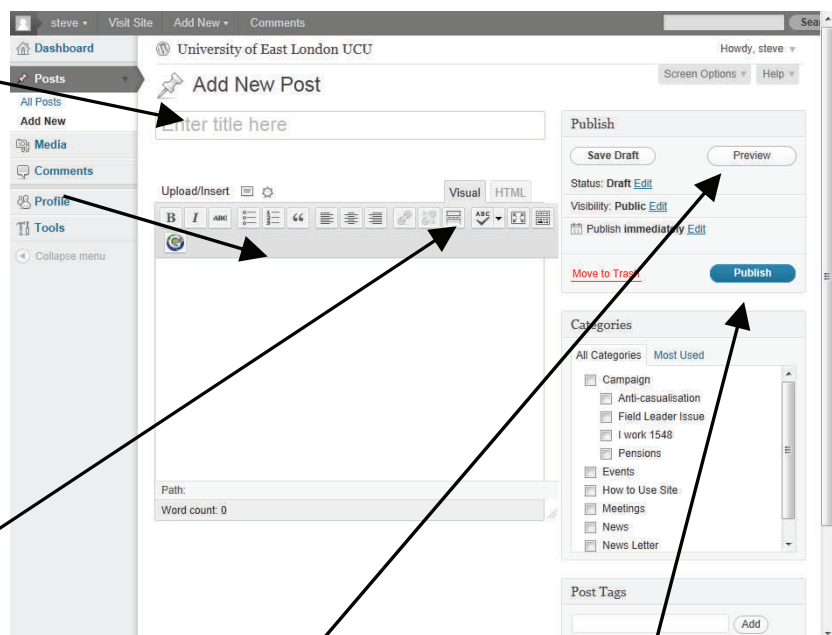 steve Visit Site Add New Comments Sea
Dashboard
University of East London UCU
Howdy, steve
Posts
Add New Post
Screen Options Help
All Posts
Add New
Enter title here
Media
Comments
Profile
Tools
Collapse menu
Upload/Insert
Visual HTML
B I ABC “ ABC
Path:
Word count: 0
Publish
Save Draft Preview
Status: Draft Edit
Visibility: Public Edit
Publish immediately Edit
Move to Trash Publish
Categories
All Categories Most Used
Campaign
Anti-casualisation
Field Leader Issue
I work 1548
Pensions
Events
How to Use Site
Meetings
News
News Letter
Post Tags
Add